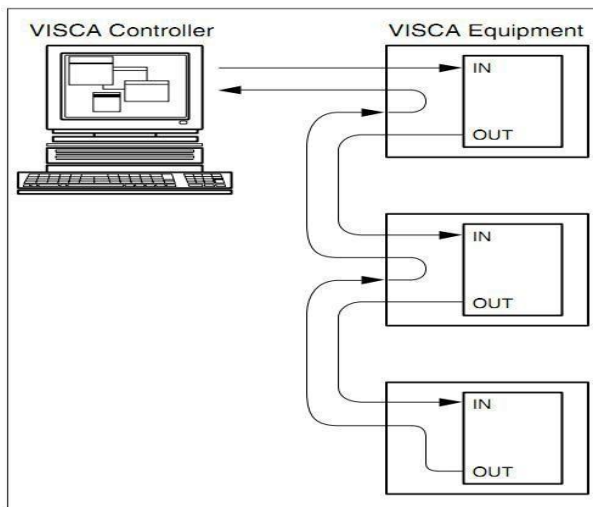 VISCA Controller
VISCA Equipment
IN
OUT
IN
OUT
IN
OUT